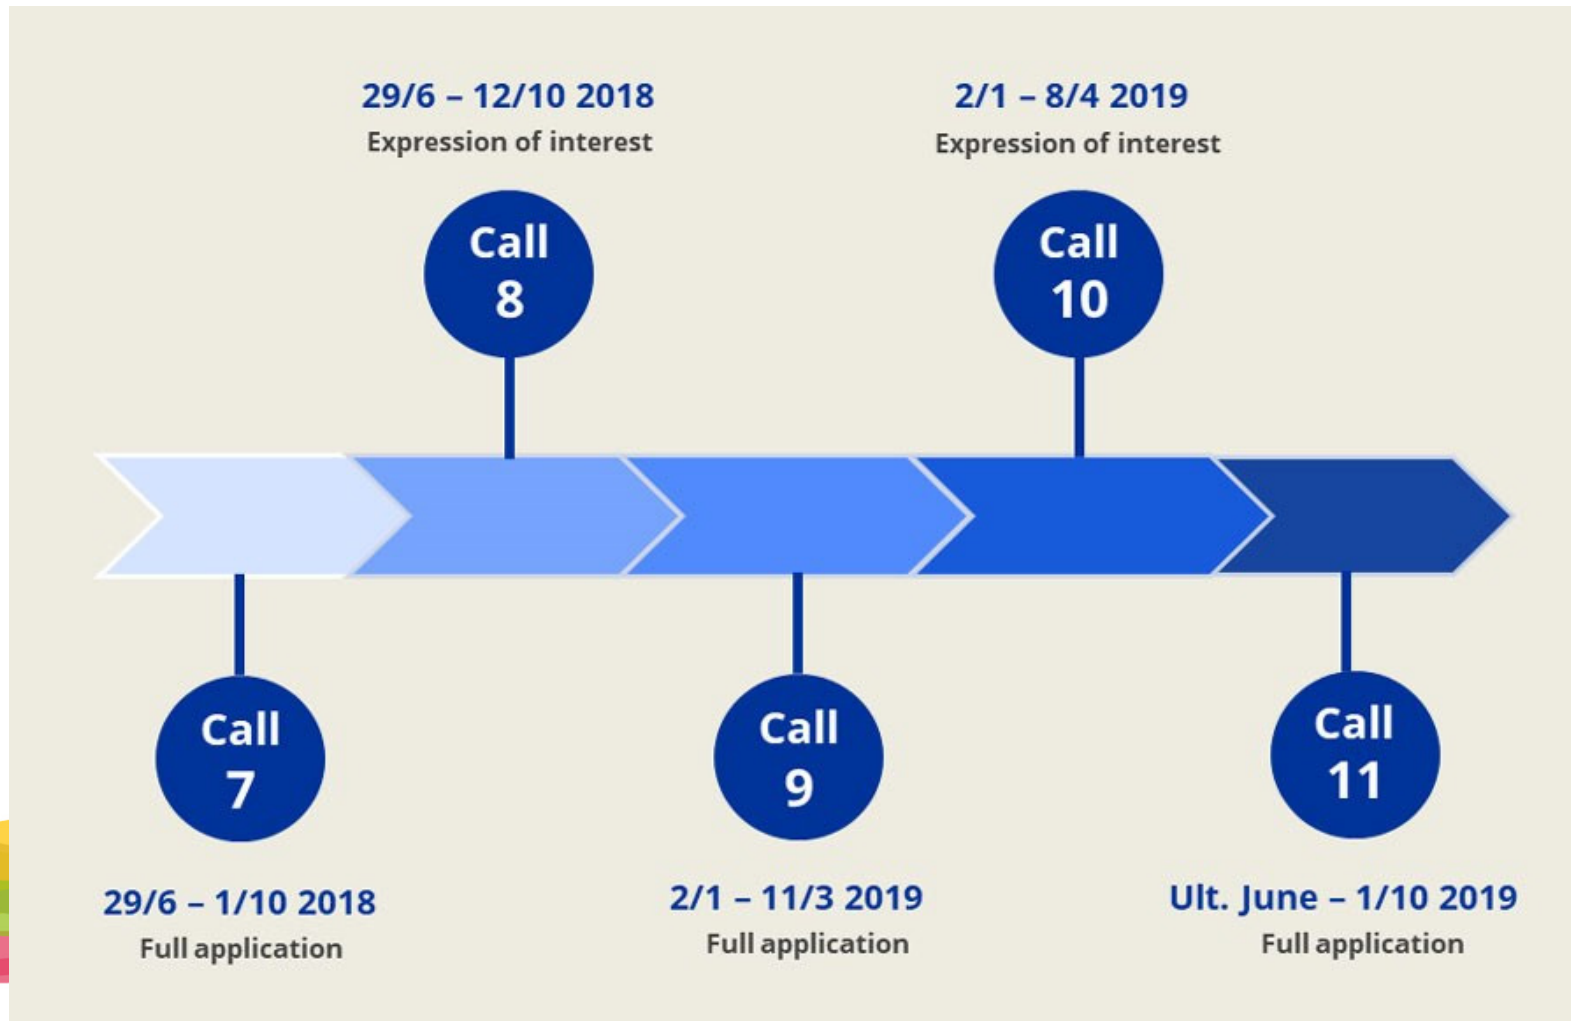 29/6 – 12/10 2018
Expression of interest
Call
8
2/1 – 8/4 2019
Expression of interest
Call
10
Call
7
29/6 – 1/10 2018
Full application
Call
9
2/1 – 11/3 2019
Full application
Call
11
Ult. June – 1/10 2019
Full application